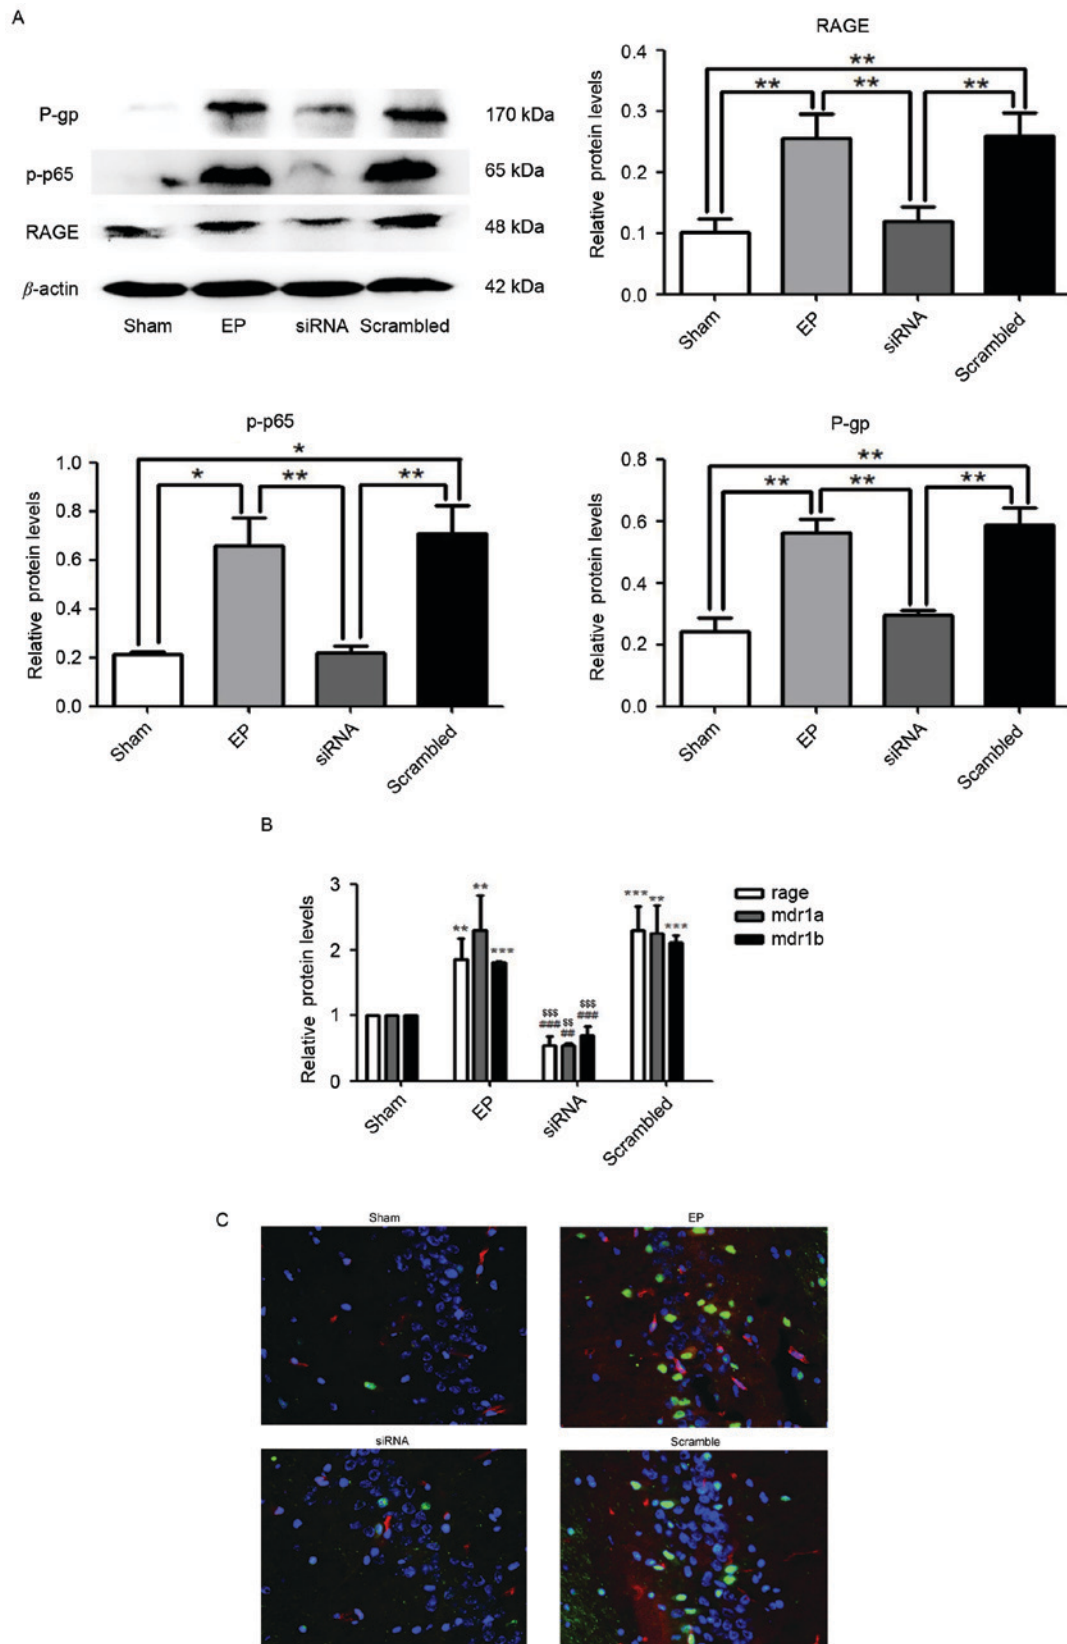 A
P-gp
170 kDa
p-p65
65 kDa
RAGE
48 kDa
β-actin
42 kDa
Sham EP siRNA Scrambled
RAGE
Relative protein levels
0.4
0.3
0.2
0.1
0.0
**
** ** **
Sham
EP
siRNA
Scrambled
p-p65
Relative protein levels
1.0
0.8
0.6
0.4
0.2
0.0
*
* ** **
Sham
EP
siRNA
Scrambled
P-gp
Relative protein levels
0.8
0.6
0.4
0.2
0.0
**
** ** **
Sham
EP
siRNA
Scambled
B
Relative protein levels
3
2
1
0
** ** ***
$$$ $$ $$$
### ## ###
*** ** ***
Sham
EP
siRNA
Scrambled
rage
mdr1a
mdr1b
C
Sham
EP
siRNA
Scramble